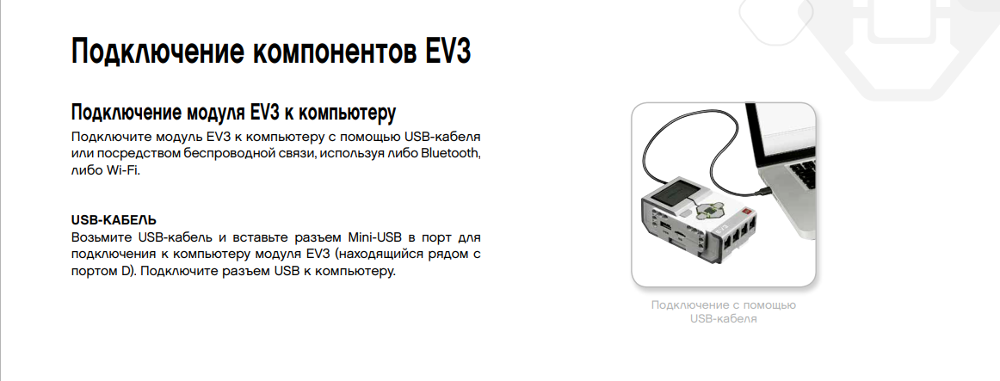 Подключение компонентов EV3
Подключение модуля EV3 к компьютеру
Подключите модуль EV3 к компьютеру с помощью USB-кабеля
или посредством беспроводной связи, используя либо Bluetooth,
либо Wi-Fi.
USB-КАБЕЛЬ
Возьмите USB-кабель и вставьте разъем Mini-USB в порт для
подключения к компьютеру модуля EV3 (находящийся рядом с
портом D). Подключите разъем USB к компьютеру.
Подключение с помощью
USB-кабеля